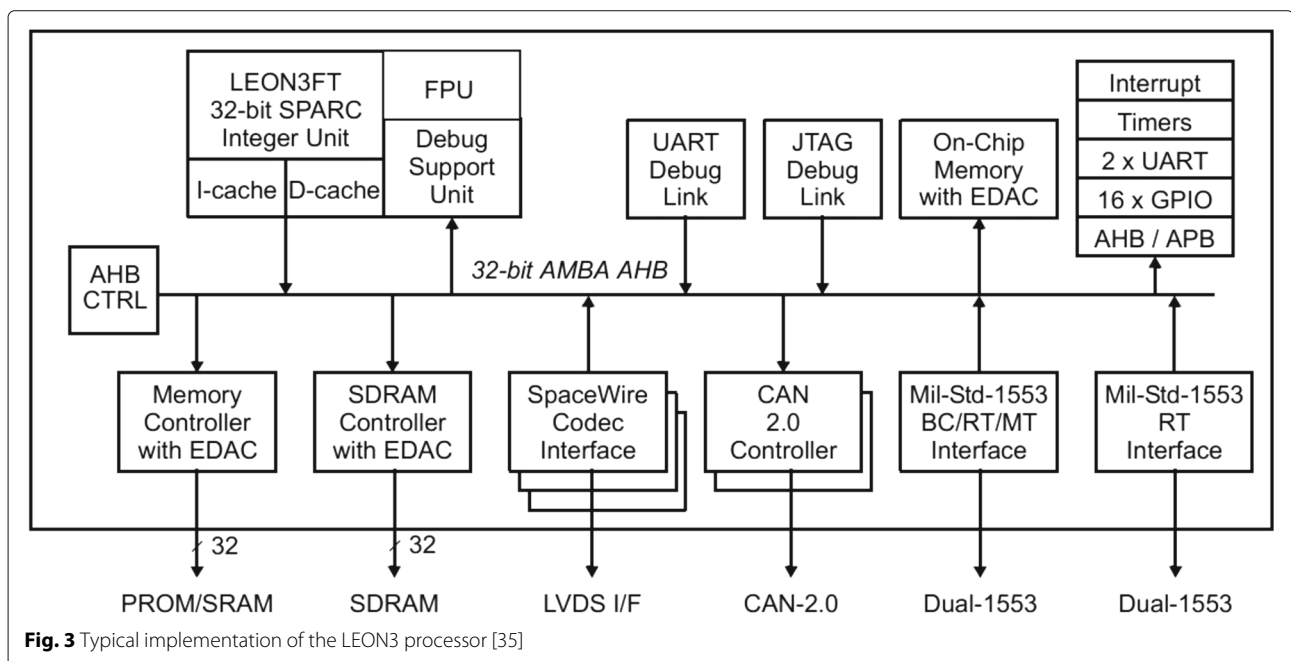 LEON3FT
32-bit SPARC
Integer Unit
I-cache
D-cache
FPU
Debug
Support
Unit
UART
Debug
Link
JTAG
Debug
Link
On-Chip
Memory
with EDAC
Interrupt
Timers
2 x UART
16 x GPIO
AHB / APB
AHB
CTRL
32-bit AMBA AHB
Memory
Controller
with EDAC
SDRAM
Controller
with EDAC
SpaceWire
Codec
Interface
CAN
2.0
Controller
Mil-Std-1553
BC/RT/MT
Interface
Mil-Std-1553
RT
Interface
32
32
PROM/SRAM
SDRAM
LVDS I/F
CAN-2.0
Dual-1553
Dual-1553
Fig. 3 Typical implementation of the LEON3 processor [35]